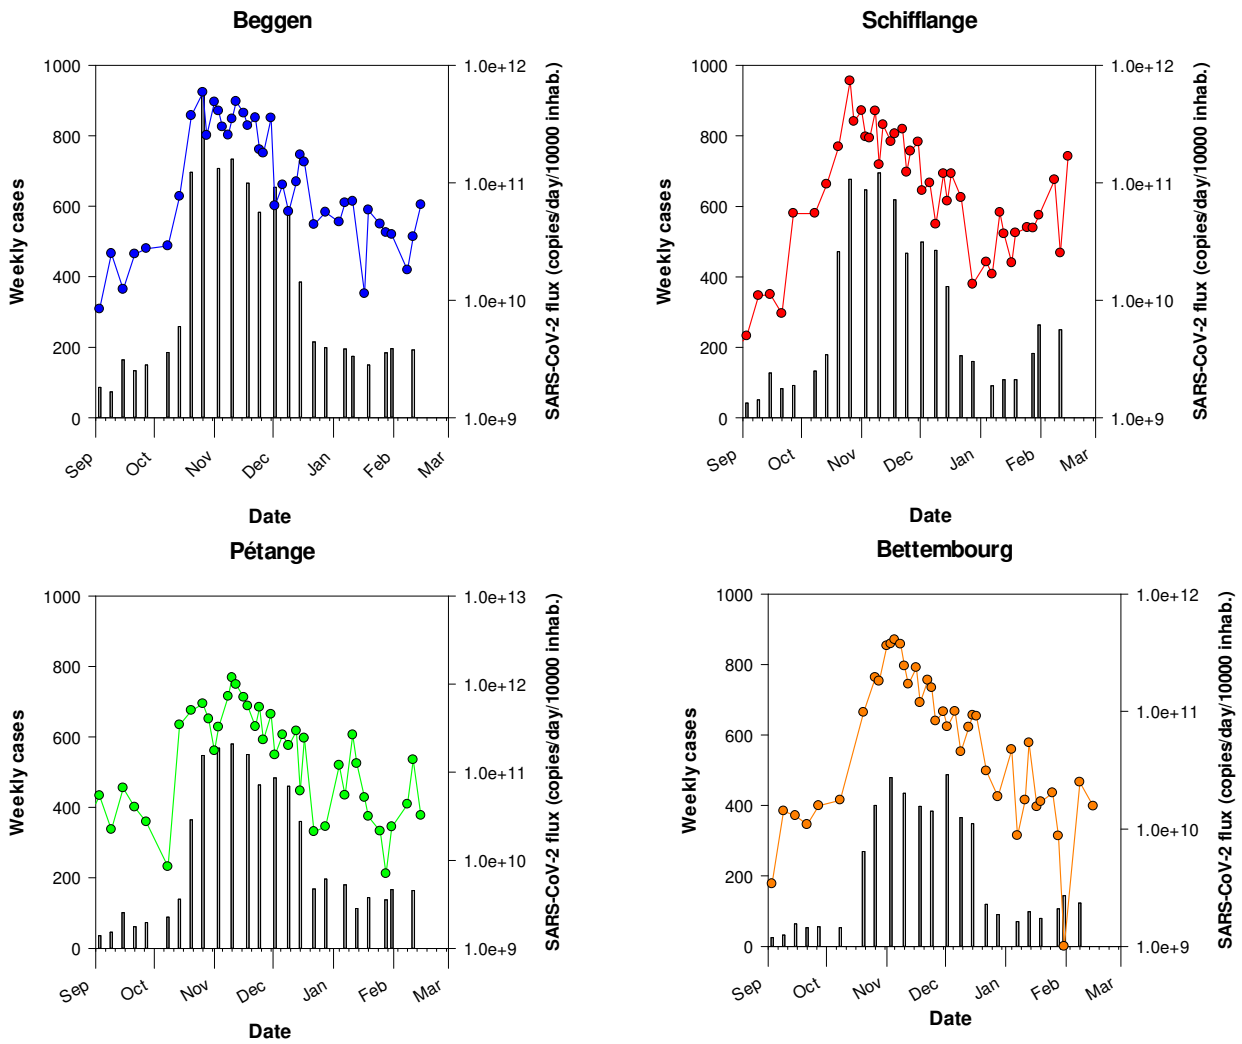 Beggen
1000
800
600
400
200
0
Weekly cases
1.0e+12
1.0e+11
1.0e+10
1.0e+9
SARS-CoV-2 flux (copies/day/10000 inhab.)
Sep Oct Nov Dec Jan Feb Mar
Date
Schifflange
1000
800
600
400
200
0
Weekly cases
1.0e+12
1.0e+11
1.0e+10
1.0e+9
SARS-CoV-2 flux (copies/day/10000 inhab.)
Sep Oct Nov Dec Jan Feb Mar
Date
Pétange
1000
800
600
400
200
0
Weekly cases
1.0e+13
1.0e+12
1.0e+11
1.0e+10
1.0e+9
SARS-CoV-2 flux (copies/day/10000 inhab.)
Sep Oct Nov Dec Jan Feb Mar
Date
Bettembourg
1000
800
600
400
200
0
Weekly cases
1.0e+12
1.0e+11
1.0e+10
1.0e+9
SARS-CoV-2 flux (copies/day/10000 inhab.)
Sep Oct Nov Dec Jan Feb Mar
Date